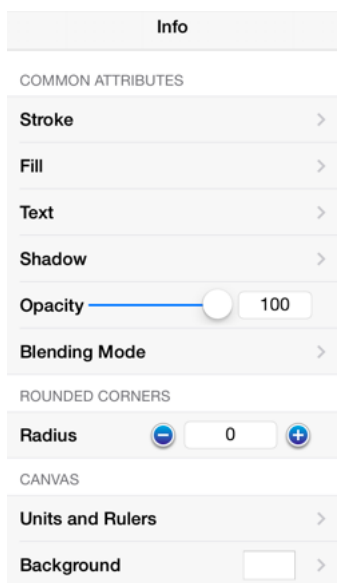 Info
COMMON ATTRIBUTES
Stroke
Fill
Text
Shadow
Opacity 100
Blending Mode
ROUNDED CORNERS
Radius 0
CANVAS
Units and Rulers
Background